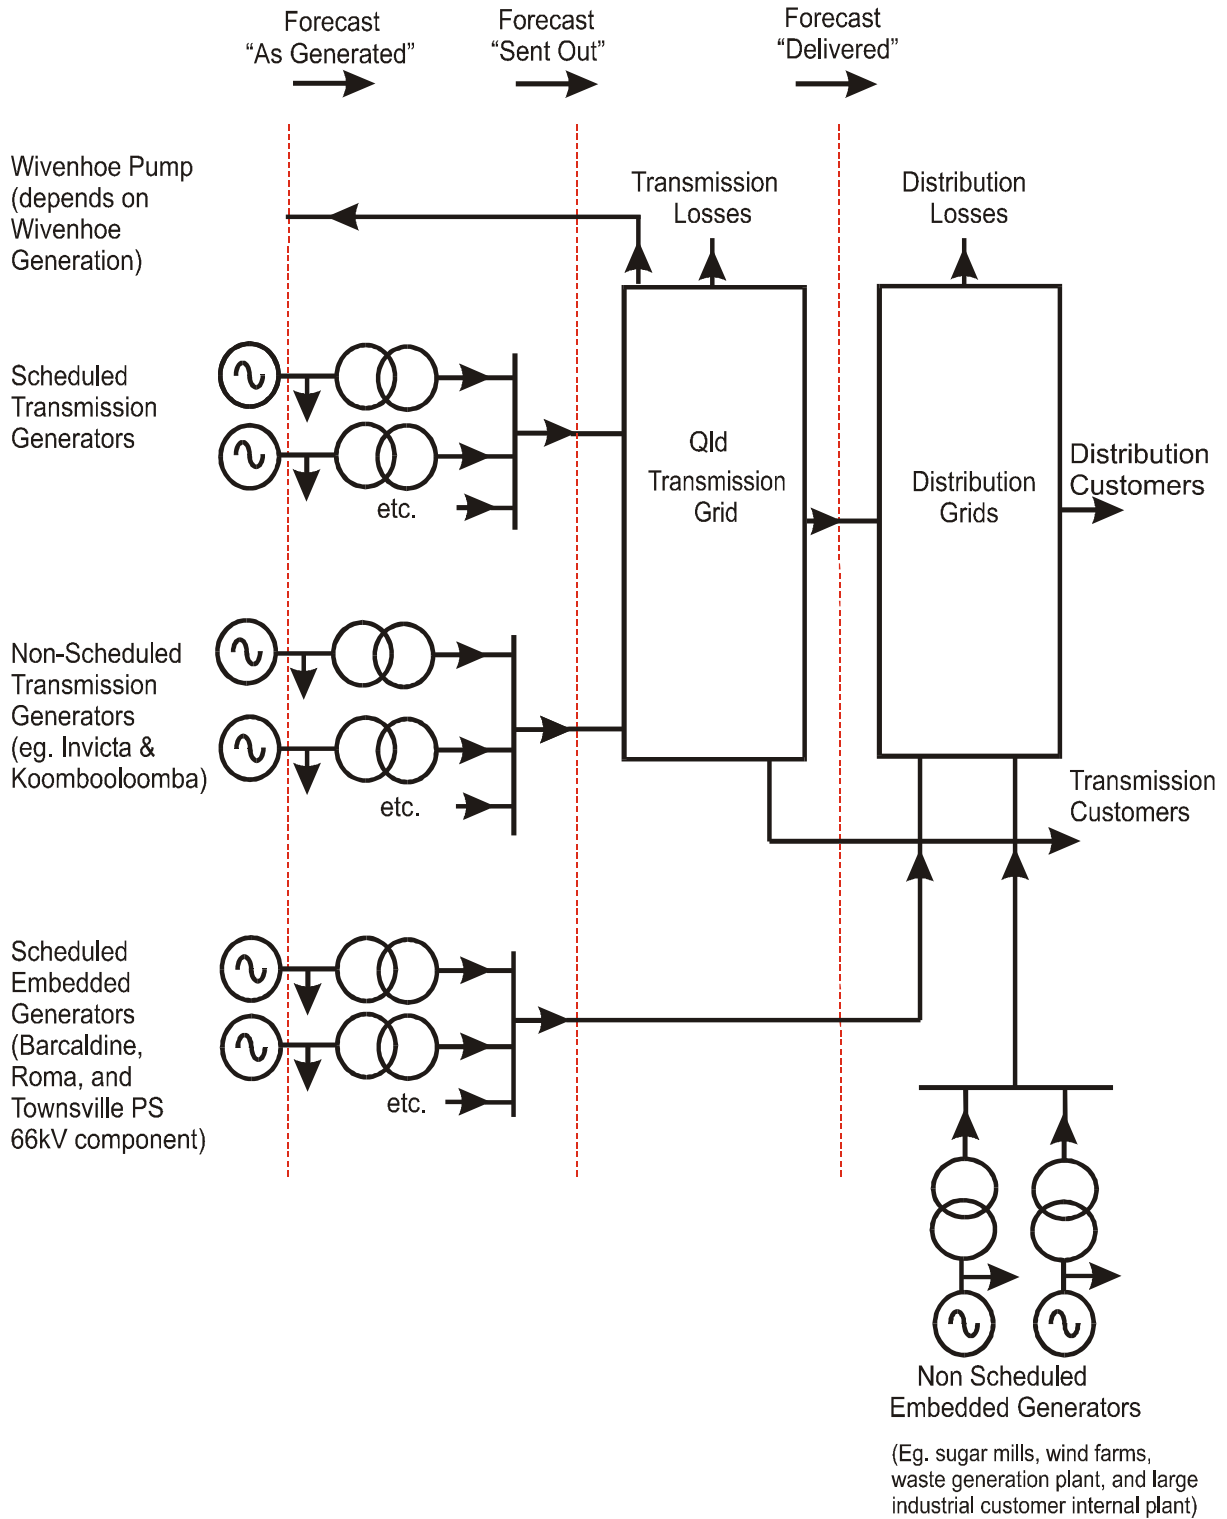 Forecast
“As Generated”
Forecast
“Sent Out”
Forecast
“Delivered”
Wivenhoe Pump
(depends on
Wivenhoe
Generation)
Transmission
Losses
Distribution
Losses
Scheduled
Transmission
Generators
etc.
Qld
Transmission
Grid
Distribution
Grids
Distribution
Customers
Non-Scheduled
Transmission
Generators
(eg. Invicta &
Koombooloomba)
etc.
Transmission
Customers
Scheduled
Embedded
Generators
(Barcaldine,
Roma, and
Townsville PS
66kV component)
etc.
Non Scheduled
Embedded Generators
(Eg. sugar mills, wind farms,
waste generation plant, and large
industrial customer internal plant)